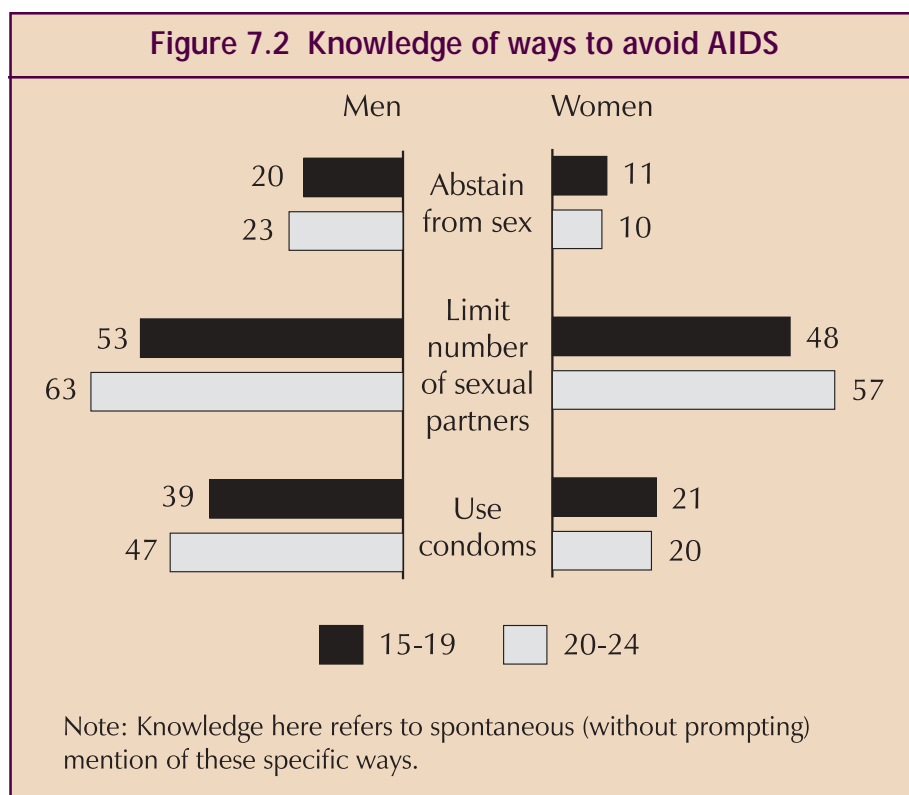 Figure 7.2 Knowledge of ways to avoid AIDS
Men Women
20 Abstain 11
23 from sex 10
Limit
53 number 48
63 of sexual 57
partners
39 Use 21
47 condoms 20
15-19 20-24
Note: Knowledge here refers to spontaneous (without prompting)
mention of these specific ways.